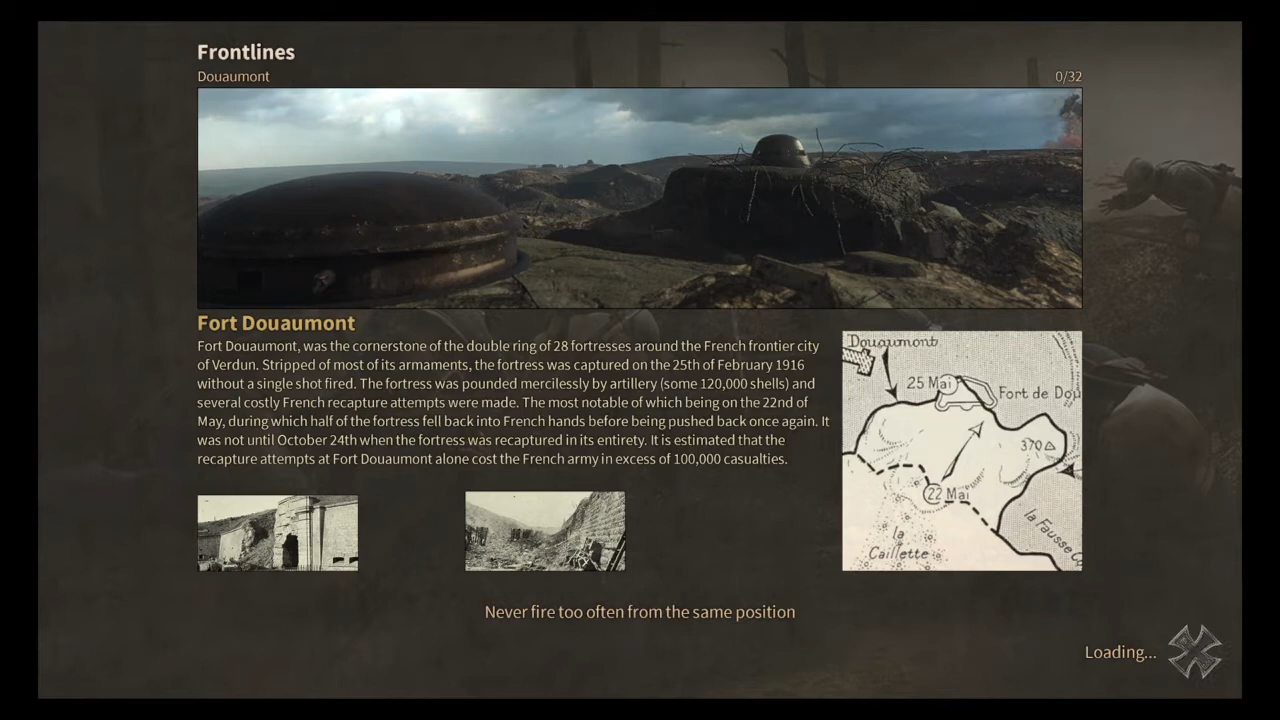 Frontlines
Douaumont
0/32
Fort Douaumont
Fort Douaumont, was the cornerstone of the double ring of 28 fortresses around the French frontier city
of Verdun. Stripped of most of its armaments, the fortress was captured on the 25th of February 1916
without a single shot fired. The fortress was pounded mercilessly by artillery (some 120,000 shells) and
several costly French recapture attempts were made. The most notable of which being on the 22nd of
May, during which half of the fortress fell back into French hands before being pushed back once again. It
was not until October 24th when the fortress was recaptured in its entirety. It is estimated that the
recapture attempts at Fort Douaumont alone cost the French army in excess of 100,000 casualties.
Douaumont
25 Mai
Fort de Dou
370
22 Mai
la Fausse C
la
Caillette
Never fire too often from the same position
Loading...